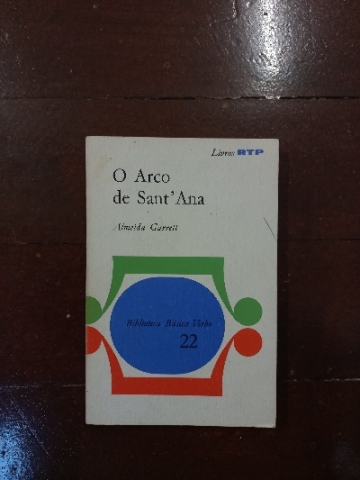 Livros RTP
O Arco
de Sant'Ana
Almeida Garrett
Biblioteca Básica Verbo
22